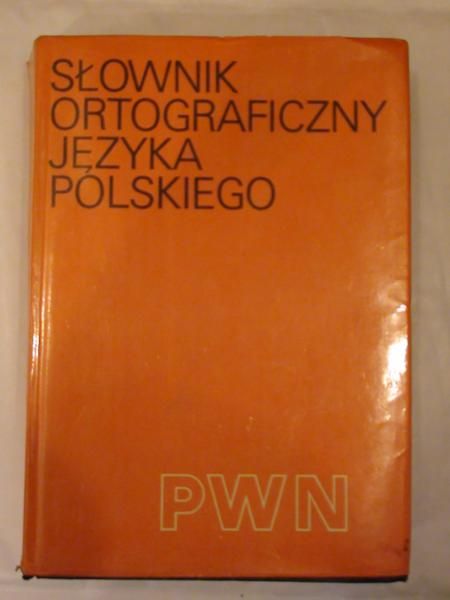 SŁOWNIK
ORTOGRAFICZNY
JĘZYKA
POLSKIEGO
PWN